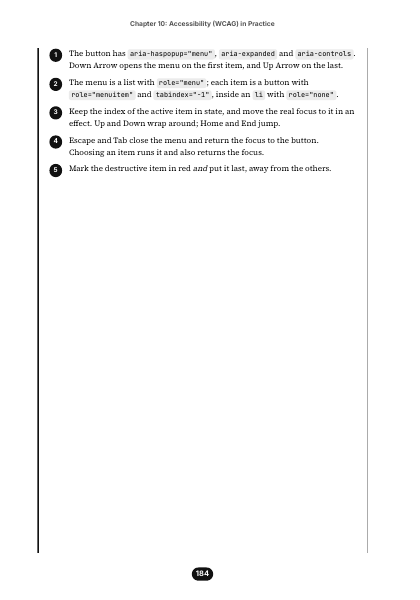 Chapter 10: Accessibility (WCAG) in Practice
1 The button has aria-haspopup="menu", aria-expanded and aria-controls.
Down Arrow opens the menu on the first item, and Up Arrow on the last.
2 The menu is a list with role="menu"; each item is a button with
role="menuitem" and tabindex="-1", inside an li with role="none".
3 Keep the index of the active item in state, and move the real focus to it in an
effect. Up and Down wrap around; Home and End jump.
4 Escape and Tab close the menu and return the focus to the button.
Choosing an item runs it and also returns the focus.
5 Mark the destructive item in red and put it last, away from the others.
184